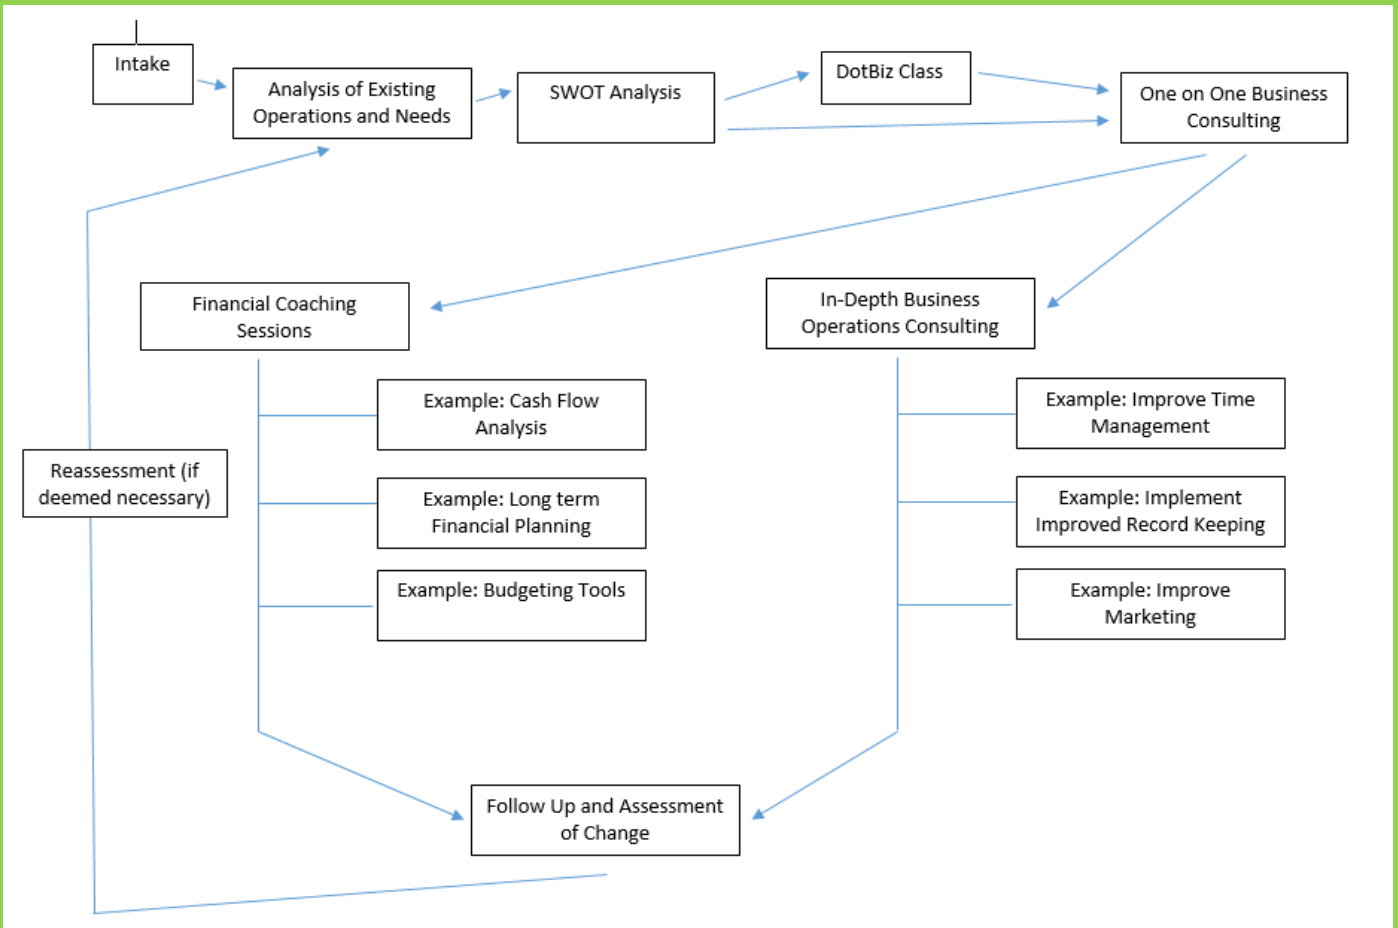 Intake
Analysis of Existing
Operations and Needs
SWOT Analysis
DotBiz Class
One on One Business
Consulting
Financial Coaching
Sessions
In-Depth Business
Operations Consulting
Example: Cash Flow
Analysis
Example: Improve Time
Management
Reassessment (if
deemed necessary)
Example: Long term
Financial Planning
Example: Implement
Improved Record Keeping
Example: Budgeting Tools
Example: Improve
Marketing
Follow Up and Assessment
of Change